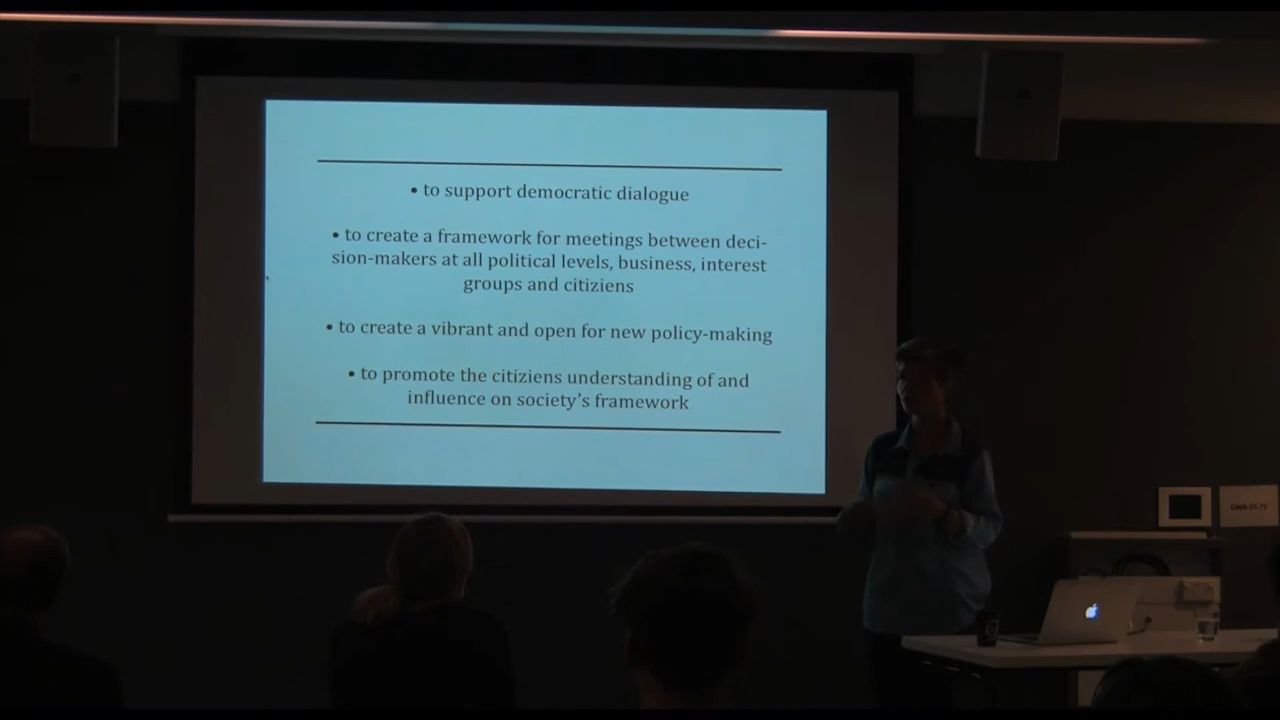 • to support democratic dialogue
• to create a framework for meetings between deci-
sion-makers at all political levels, business, interest
groups and citiziens
• to create a vibrant and open for new policy-making
• to promote the citiziens understanding of and
influence on society's framework